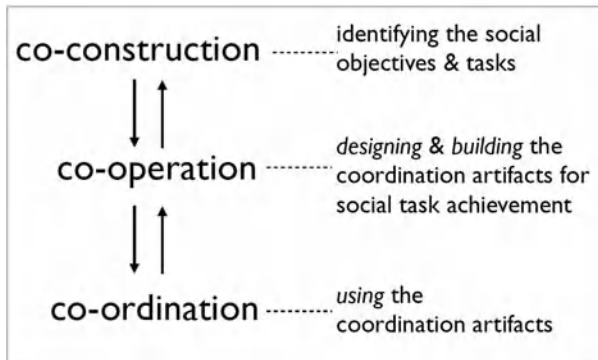 co-construction
identifying the social
objectives & tasks
co-operation
designing & building the
coordination artifacts for
social task achievement
co-ordination
using the
coordination artifacts